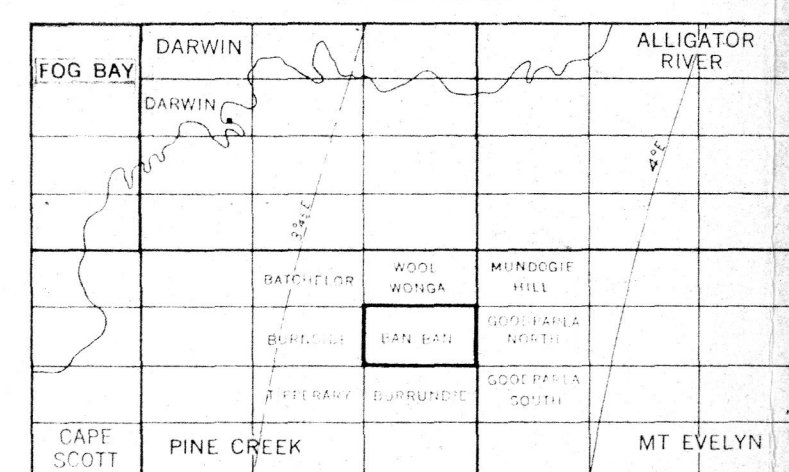 DARWIN
ALLIGATOR
RIVER
FOG BAY
DARWIN
4°E
BATCHELOR
WOOL
WONGA
MUNDOGIE
HILL
BURNSIDE
BAN BAN
GOODPARLA
NORTH
TIPPERARY
BURRUNDIE
GOODPARLA
SOUTH
CAPE
SCOTT
PINE CREEK
MT EVELYN